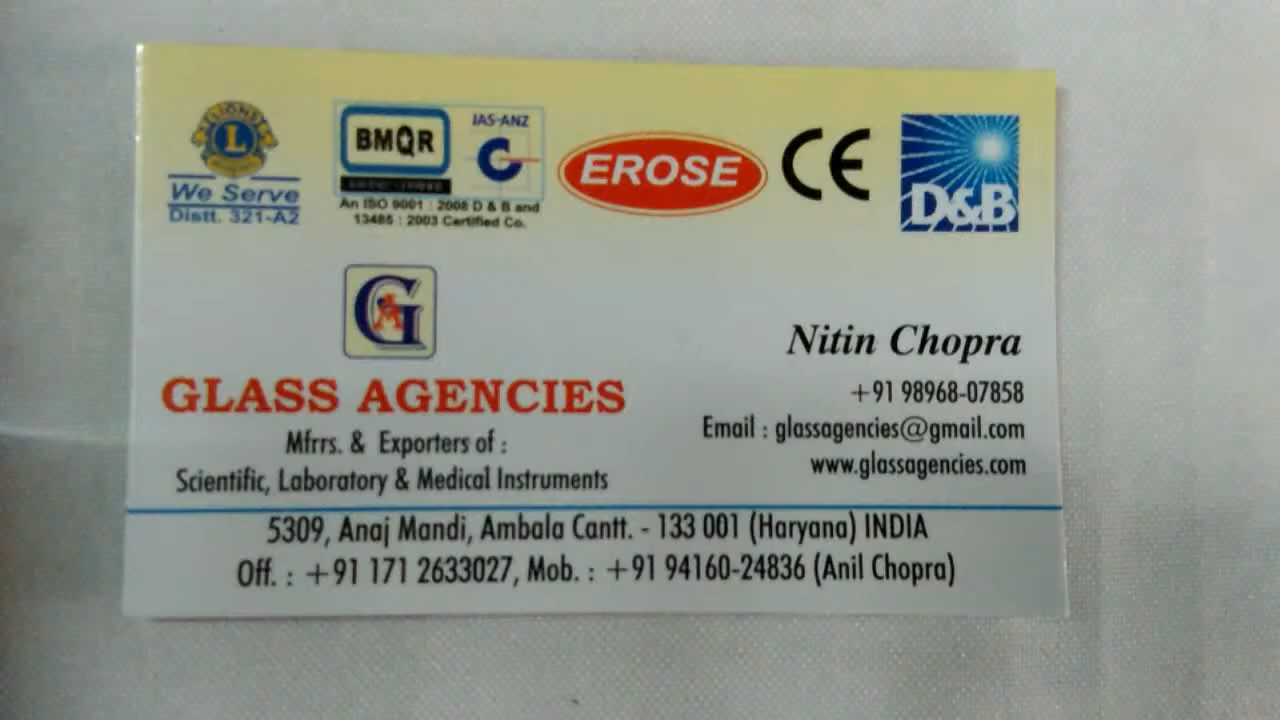 LIONS
L
We Serve
Distt. 321-A2
BMQR
JAS-ANZ
An ISO 9001 : 2008 D & B and
13485 : 2003 Certified Co.
EROSE
CE
D&B
GA
GLASS AGENCIES
Mfrrs. & Exporters of :
Scientific, Laboratory & Medical Instruments
Nitin Chopra
+91 98968-07858
Email : glassagencies@gmail.com
www.glassagencies.com
5309, Anaj Mandi, Ambala Cantt. - 133 001 (Haryana) INDIA
Off. : +91 171 2633027, Mob. : +91 94160-24836 (Anil Chopra)